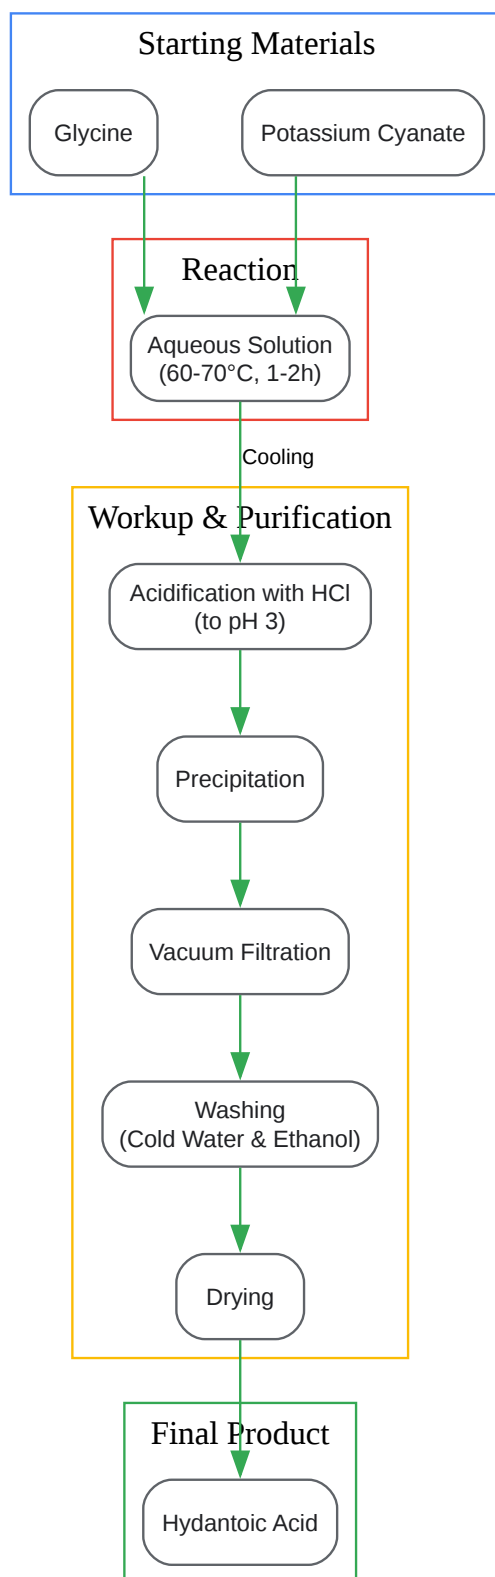 Starting Materials
Glycine
Potassium Cyanate
Reaction
Aqueous Solution
(60-70°C, 1-2h)
Cooling
Workup & Purification
Acidification with HCl
(to pH 3)
Precipitation
Vacuum Filtration
Washing
(Cold Water & Ethanol)
Drying
Final Product
Hydantoic Acid